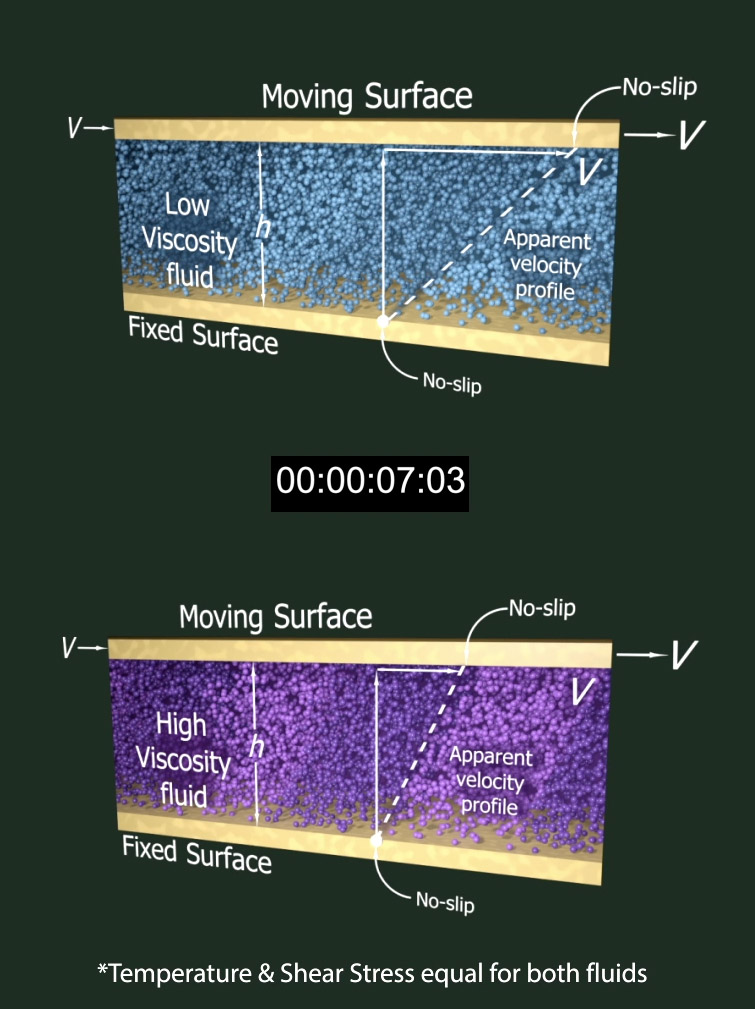 No-slip
Moving Surface
V
V
V
Low
Viscosity
fluid
h
Apparent
velocity
profile
Fixed Surface
No-slip
00:00:07:03
No-slip
Moving Surface
V
V
V
High
Viscosity
fluid
h
Apparent
velocity
profile
Fixed Surface
No-slip
*Temperature & Shear Stress equal for both fluids